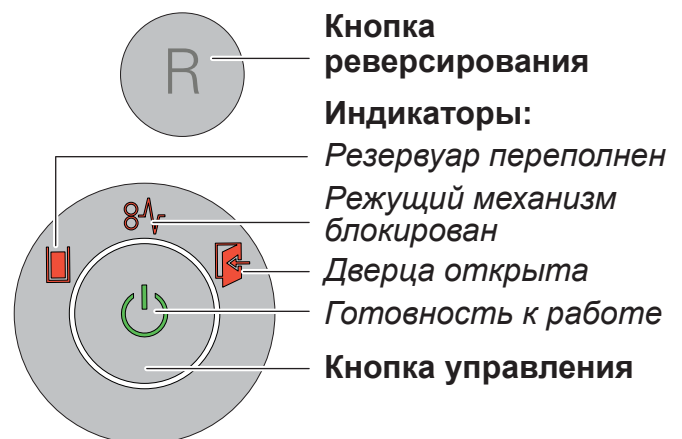 R
Кнопка
реверсирования
Индикаторы:
Резервуар переполнен
Режущий механизм
блокирован
Дверца открыта
Готовность к работе
Кнопка управления